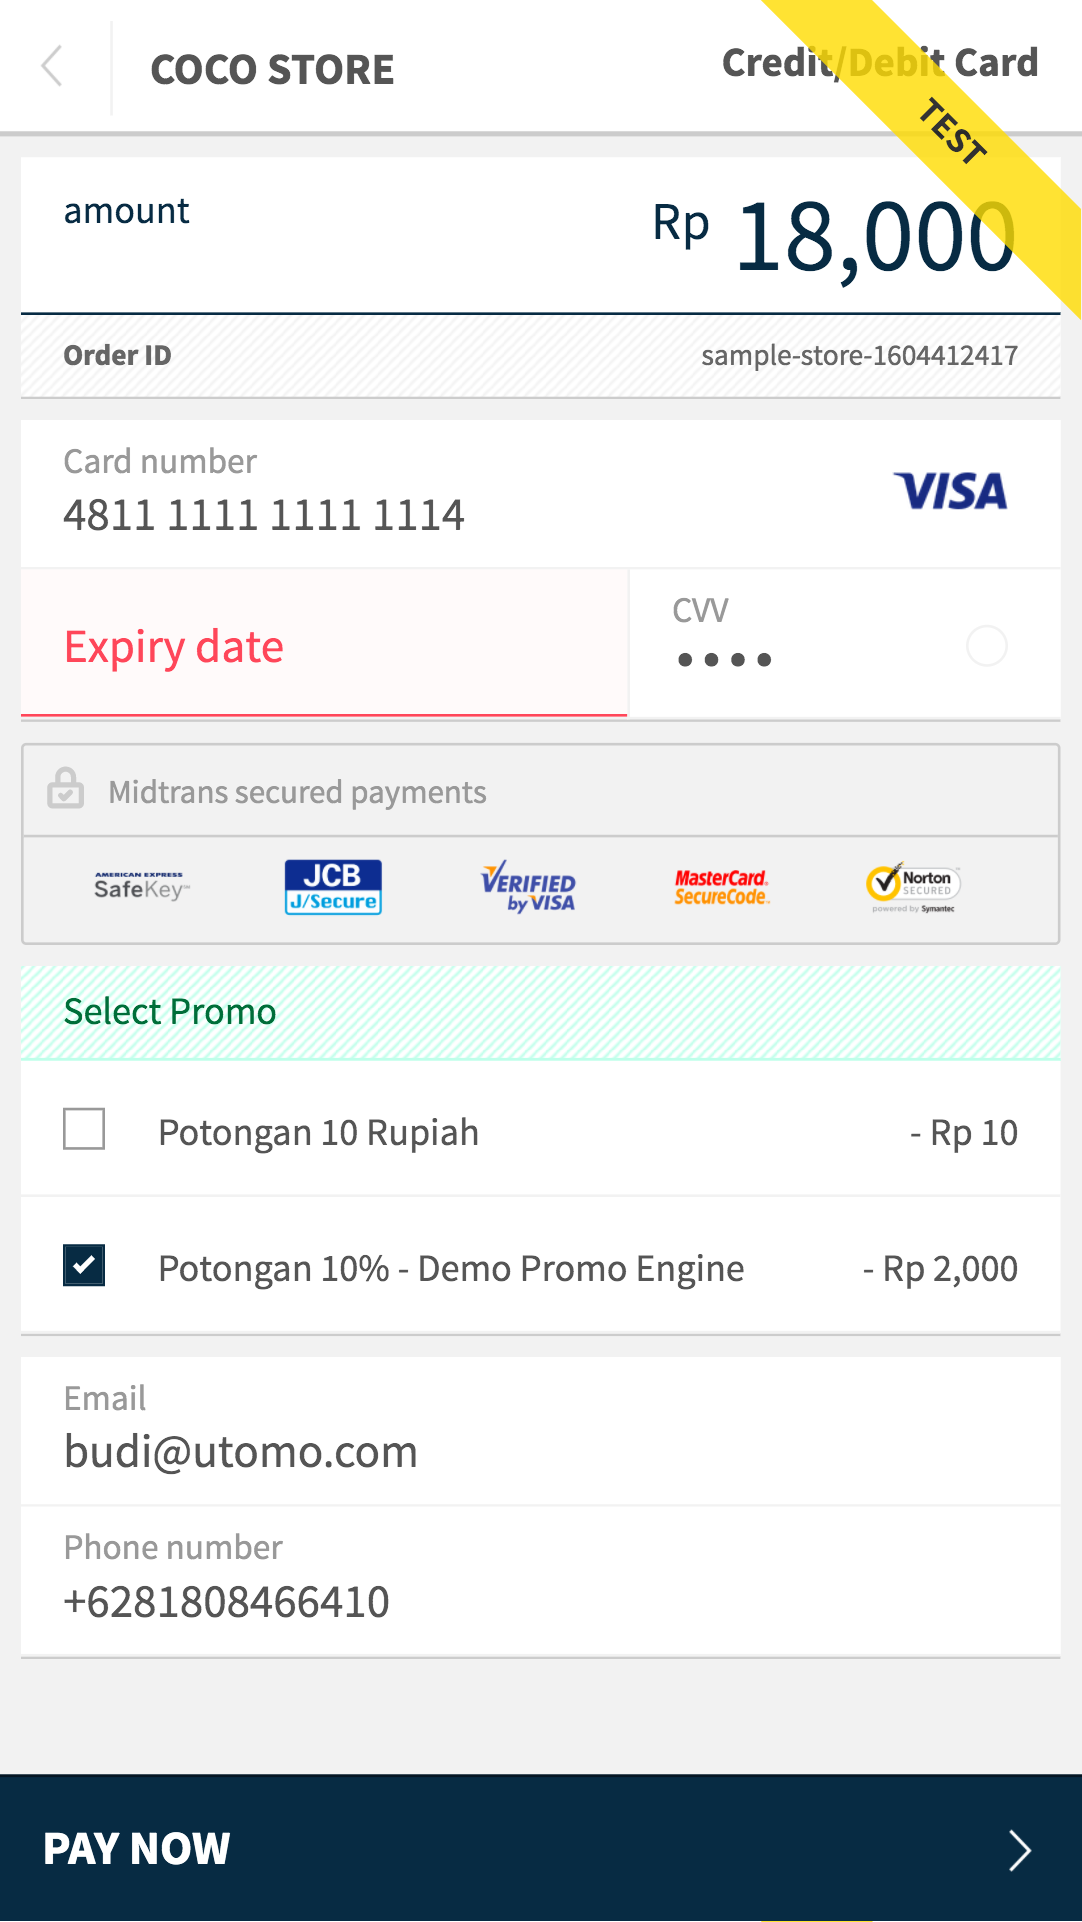 COCO STORE
Credit/Debit Card
TEST
amount
Rp 18,000
Order ID
sample-store-1604412417
Card number
4811 1111 1111 1114
VISA
Expiry date
CVV
••••
Midtrans secured payments
AMERICAN EXPRESS
SafeKey™
JCB
J/Secure
VERIFIED
by VISA
MasterCard.
SecureCode™
Norton
SECURED
powered by Symantec
Select Promo
Potongan 10 Rupiah
- Rp 10
Potongan 10% - Demo Promo Engine
- Rp 2,000
Email
budi@utomo.com
Phone number
+6281808466410
PAY NOW